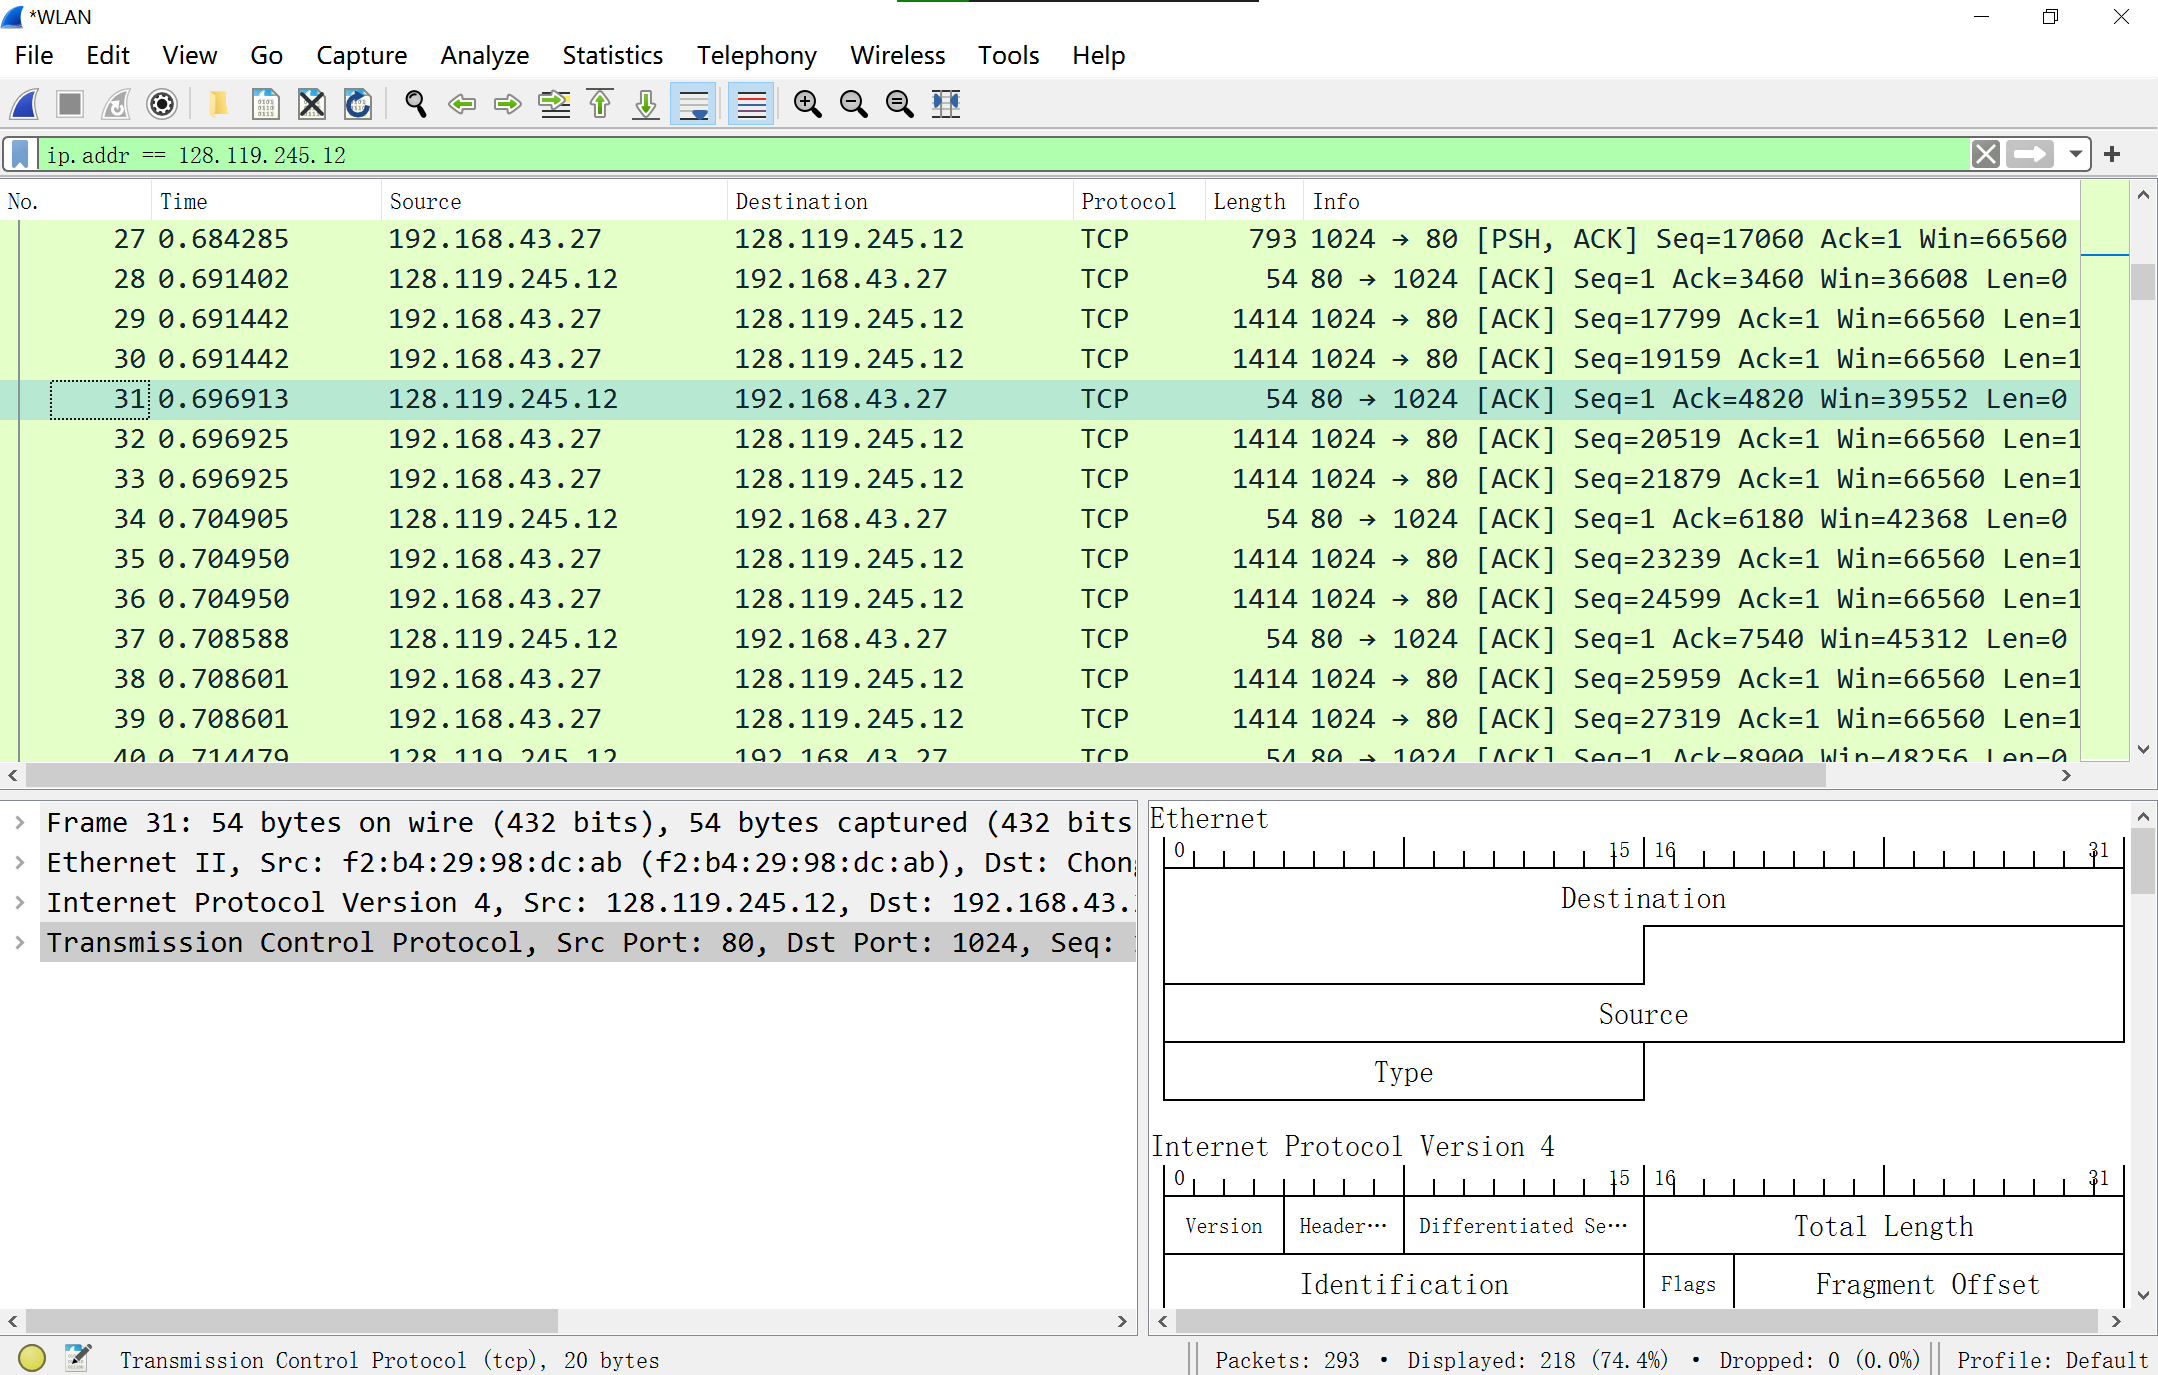 *WLAN
File Edit View Go Capture Analyze Statistics Telephony Wireless Tools Help
ip.addr == 128.119.245.12
No. Time Source Destination Protocol Length Info
27 0.684285 192.168.43.27 128.119.245.12 TCP 793 1024 → 80 [PSH, ACK] Seq=17060 Ack=1 Win=66560
28 0.691402 128.119.245.12 192.168.43.27 TCP 54 80 → 1024 [ACK] Seq=1 Ack=3460 Win=36608 Len=0
29 0.691442 192.168.43.27 128.119.245.12 TCP 1414 1024 → 80 [ACK] Seq=17799 Ack=1 Win=66560 Len=1
30 0.691442 192.168.43.27 128.119.245.12 TCP 1414 1024 → 80 [ACK] Seq=19159 Ack=1 Win=66560 Len=1
31 0.696913 128.119.245.12 192.168.43.27 TCP 54 80 → 1024 [ACK] Seq=1 Ack=4820 Win=39552 Len=0
32 0.696925 192.168.43.27 128.119.245.12 TCP 1414 1024 → 80 [ACK] Seq=20519 Ack=1 Win=66560 Len=1
33 0.696925 192.168.43.27 128.119.245.12 TCP 1414 1024 → 80 [ACK] Seq=21879 Ack=1 Win=66560 Len=1
34 0.704905 128.119.245.12 192.168.43.27 TCP 54 80 → 1024 [ACK] Seq=1 Ack=6180 Win=42368 Len=0
35 0.704950 192.168.43.27 128.119.245.12 TCP 1414 1024 → 80 [ACK] Seq=23239 Ack=1 Win=66560 Len=1
36 0.704950 192.168.43.27 128.119.245.12 TCP 1414 1024 → 80 [ACK] Seq=24599 Ack=1 Win=66560 Len=1
37 0.708588 128.119.245.12 192.168.43.27 TCP 54 80 → 1024 [ACK] Seq=1 Ack=7540 Win=45312 Len=0
38 0.708601 192.168.43.27 128.119.245.12 TCP 1414 1024 → 80 [ACK] Seq=25959 Ack=1 Win=66560 Len=1
39 0.708601 192.168.43.27 128.119.245.12 TCP 1414 1024 → 80 [ACK] Seq=27319 Ack=1 Win=66560 Len=1
40 0.714479 128.119.245.12 192.168.43.27 TCP 54 80 → 1024 [ACK] Seq=1 Ack=8900 Win=48256 Len=0
Frame 31: 54 bytes on wire (432 bits), 54 bytes captured (432 bits
Ethernet II, Src: f2:b4:29:98:dc:ab (f2:b4:29:98:dc:ab), Dst: Chong
Internet Protocol Version 4, Src: 128.119.245.12, Dst: 192.168.43.
Transmission Control Protocol, Src Port: 80, Dst Port: 1024, Seq:
Ethernet
0 15 16 31
Destination
Source
Type
Internet Protocol Version 4
0 15 16 31
Version Header… Differentiated Se… Total Length
Identification Flags Fragment Offset
Transmission Control Protocol (tcp), 20 bytes
Packets: 293 • Displayed: 218 (74.4%) • Dropped: 0 (0.0%) Profile: Default